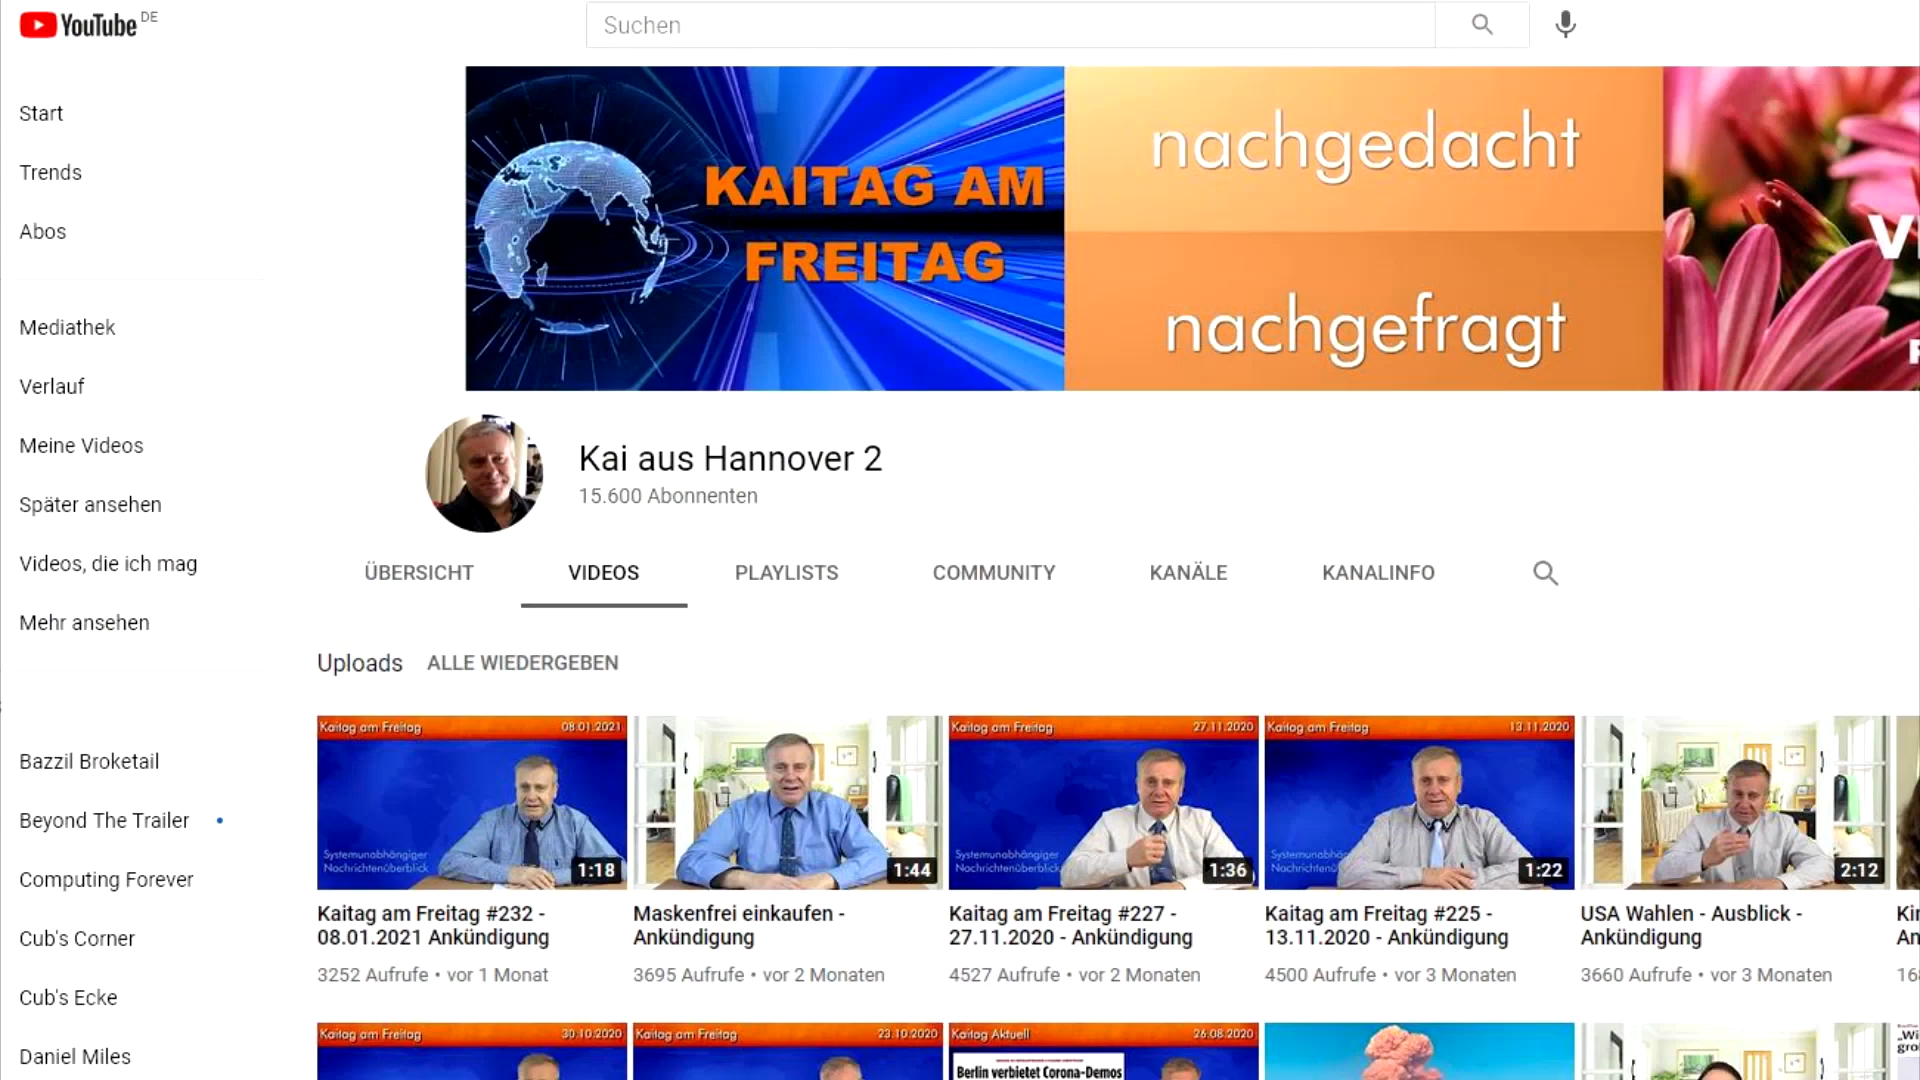 YouTube DE
Suchen
Start
Trends
Abos
Mediathek
Verlauf
Meine Videos
Später ansehen
Videos, die ich mag
Mehr ansehen
Bazzil Broketail
Beyond The Trailer
Computing Forever
Cub's Corner
Cub's Ecke
Daniel Miles
KAITAG AM
FREITAG
nachgedacht
nachgefragt
Kai aus Hannover 2
15.600 Abonnenten
ÜBERSICHT VIDEOS PLAYLISTS COMMUNITY KANÄLE KANALINFO
Uploads ALLE WIEDERGEBEN
Kaitag am Freitag 08.01.2021
Systemunabhängiger
Nachrichtenüberblick
1:18
Kaitag am Freitag #232 -
08.01.2021 Ankündigung
3252 Aufrufe • vor 1 Monat
1:44
Maskenfrei einkaufen -
Ankündigung
3695 Aufrufe • vor 2 Monaten
Kaitag am Freitag 27.11.2020
Systemunabhängiger
Nachrichtenüberblick
1:36
Kaitag am Freitag #227 -
27.11.2020 - Ankündigung
4527 Aufrufe • vor 2 Monaten
Kaitag am Freitag 13.11.2020
1:22
Kaitag am Freitag #225 -
13.11.2020 - Ankündigung
4500 Aufrufe • vor 3 Monaten
2:12
USA Wahlen - Ausblick -
Ankündigung
3660 Aufrufe • vor 3 Monaten
Kaitag am Freitag 30.10.2020
Kaitag am Freitag 23.10.2020
Kaitag Aktuell 26.08.2020
Berlin verbietet Corona-Demos